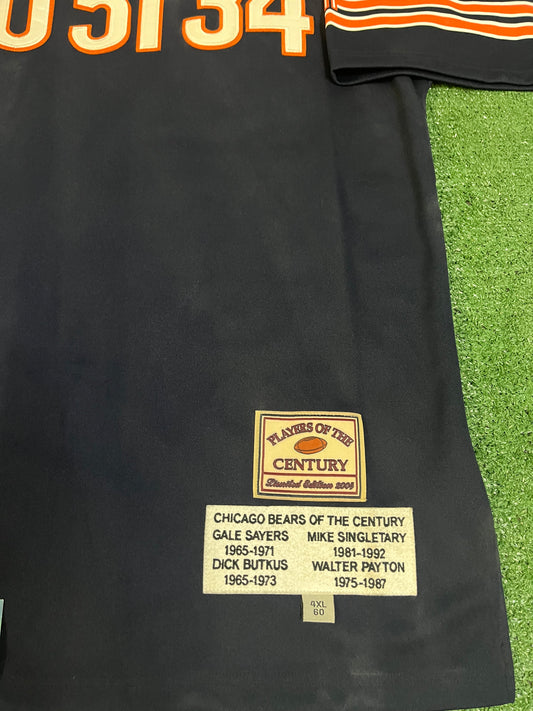 0 51 34
PLAYERS OF THE
CENTURY
Limited Edition 2005
CHICAGO BEARS OF THE CENTURY
GALE SAYERS MIKE SINGLETARY
1965-1971 1981-1992
DICK BUTKUS WALTER PAYTON
1965-1973 1975-1987
4XL
60